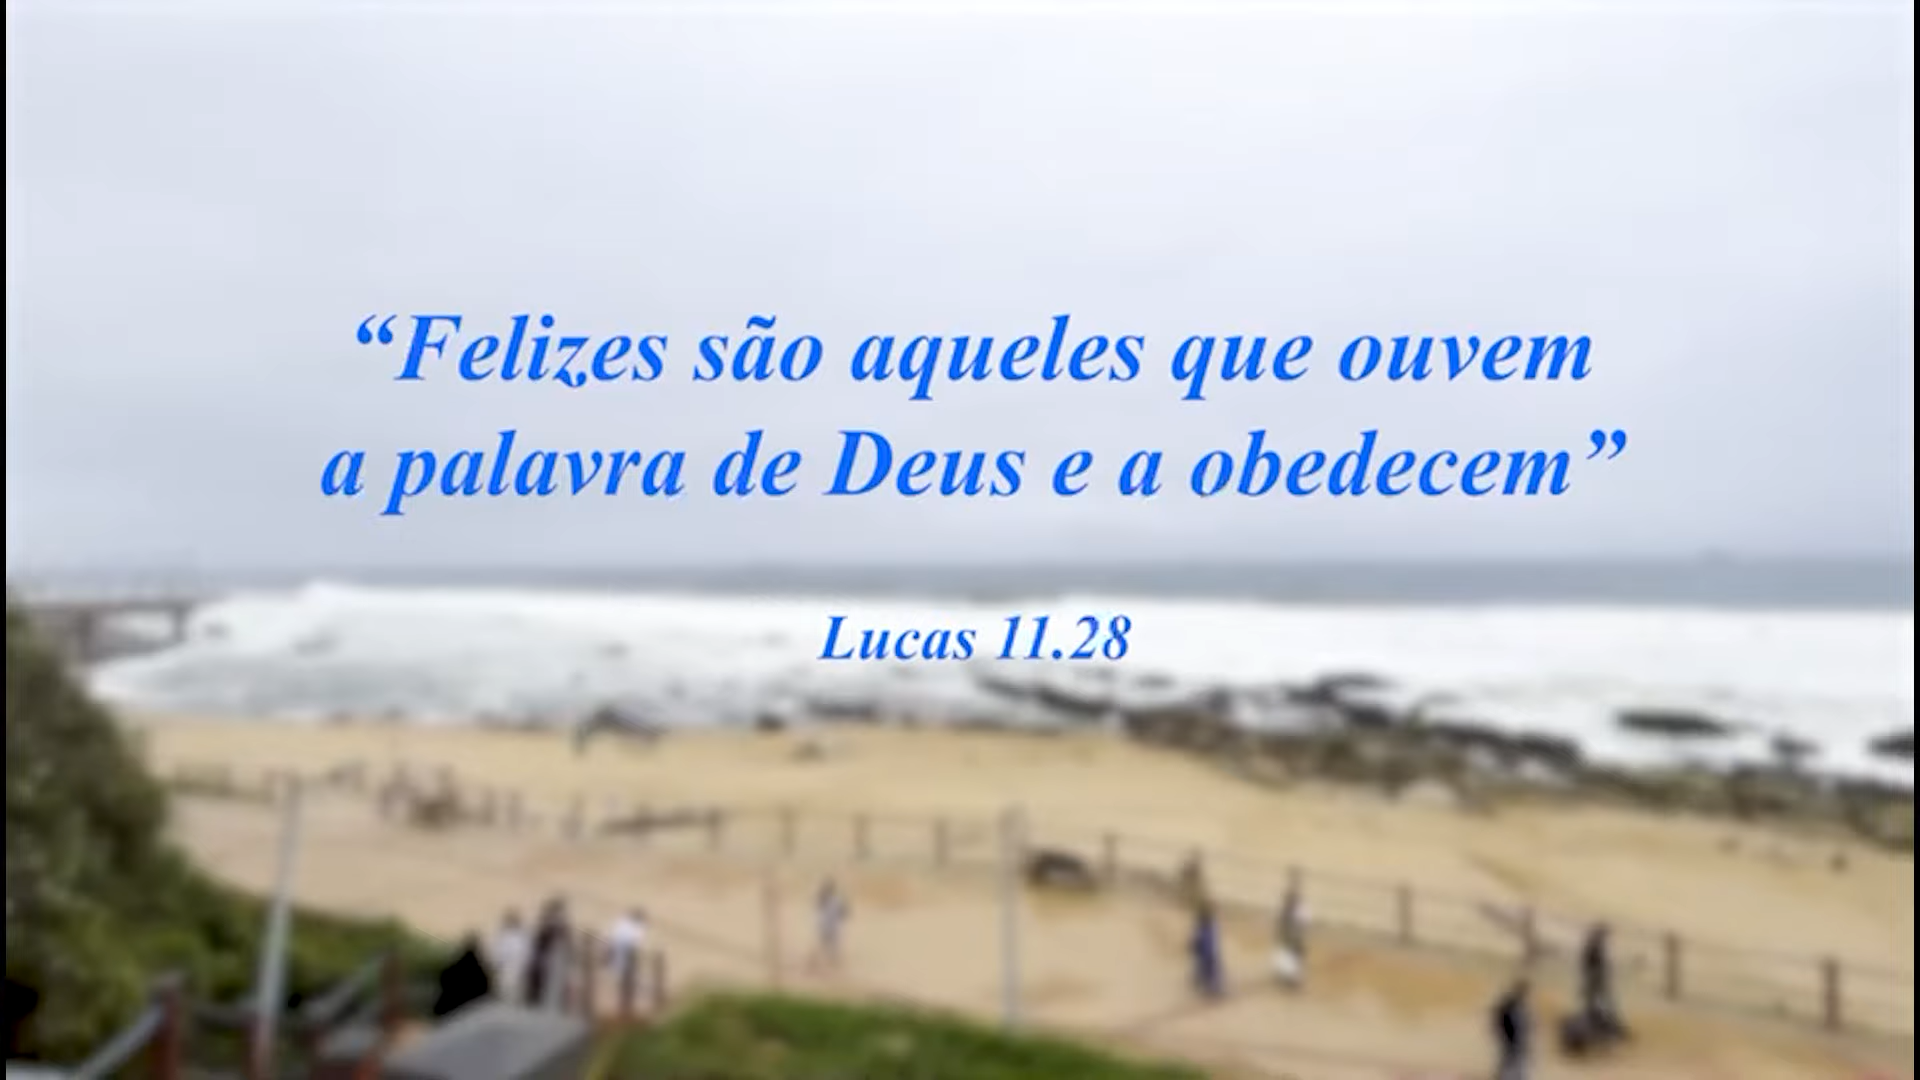 “Felizes são aqueles que ouvem
a palavra de Deus e a obedecem”
Lucas 11.28